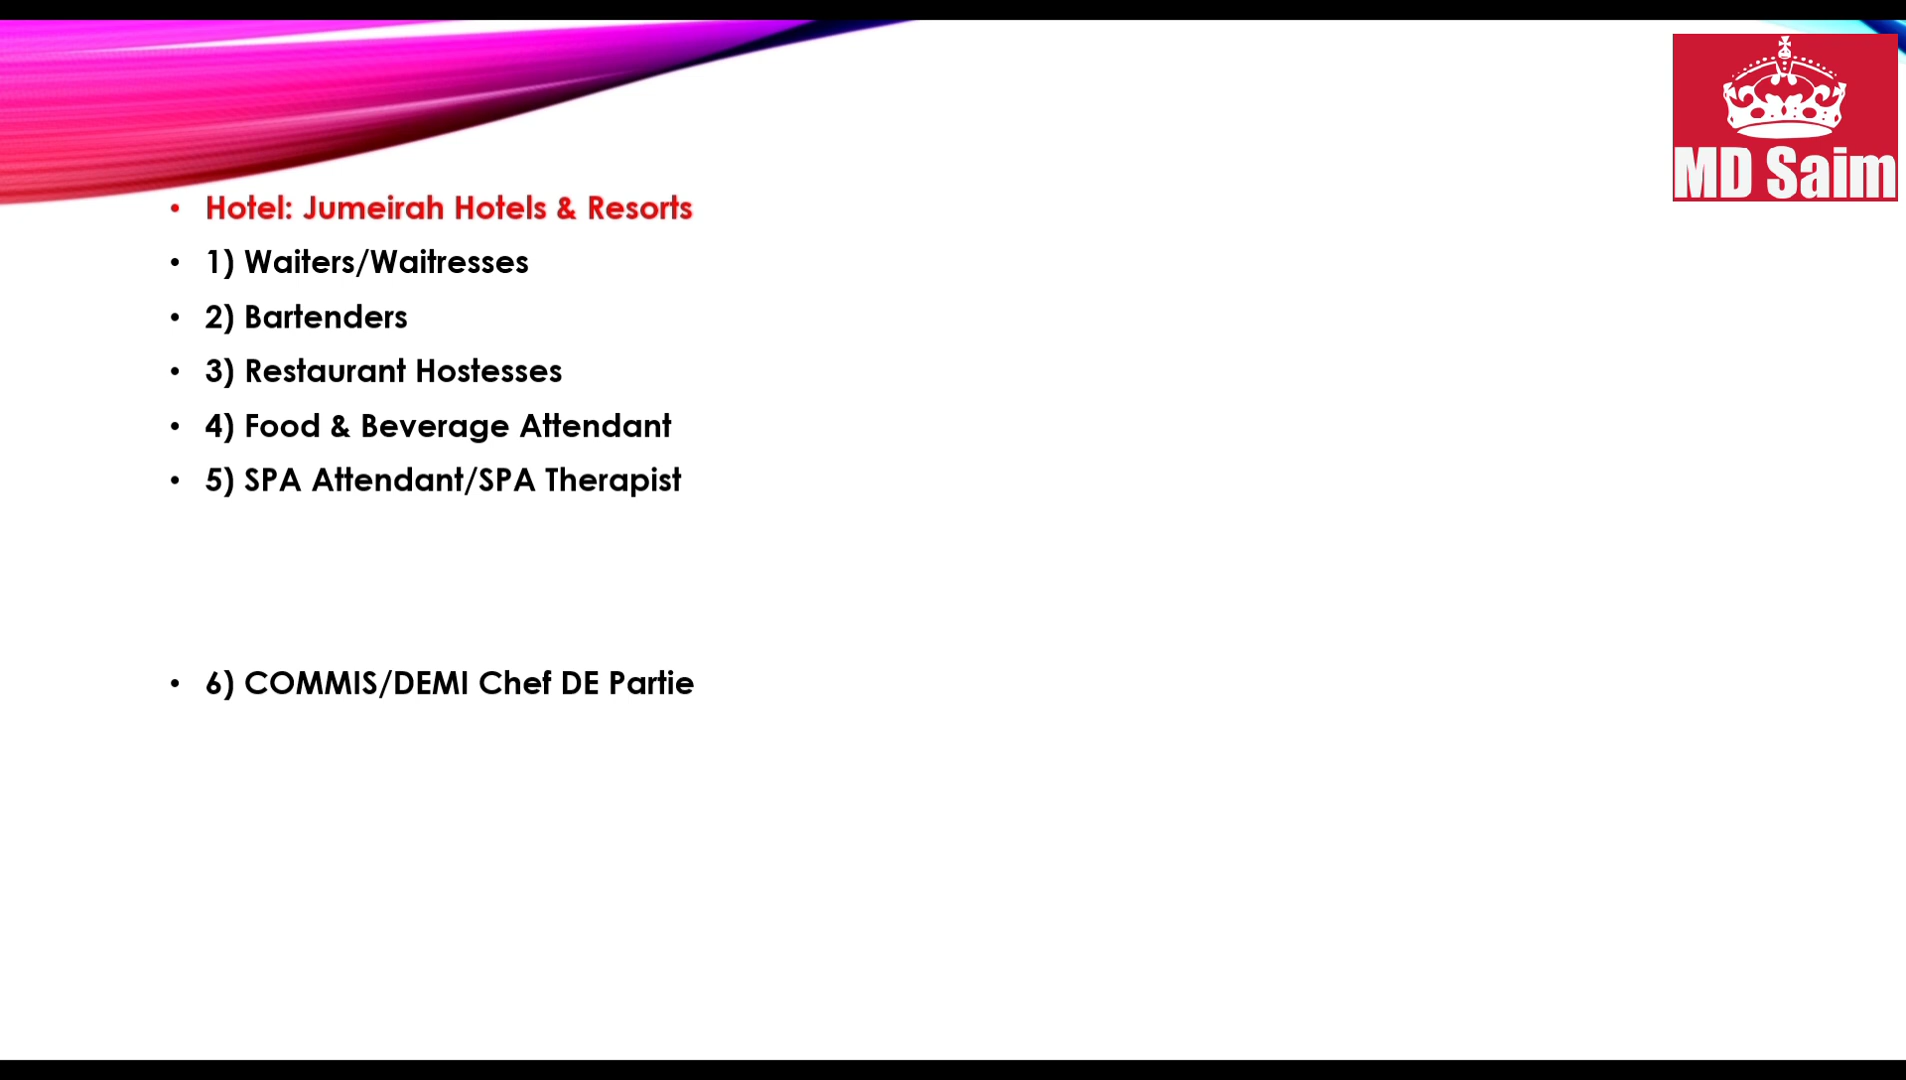 MD Saim
• Hotel: Jumeirah Hotels & Resorts
• 1) Waiters/Waitresses
• 2) Bartenders
• 3) Restaurant Hostesses
• 4) Food & Beverage Attendant
• 5) SPA Attendant/SPA Therapist
• 6) COMMIS/DEMI Chef DE Partie